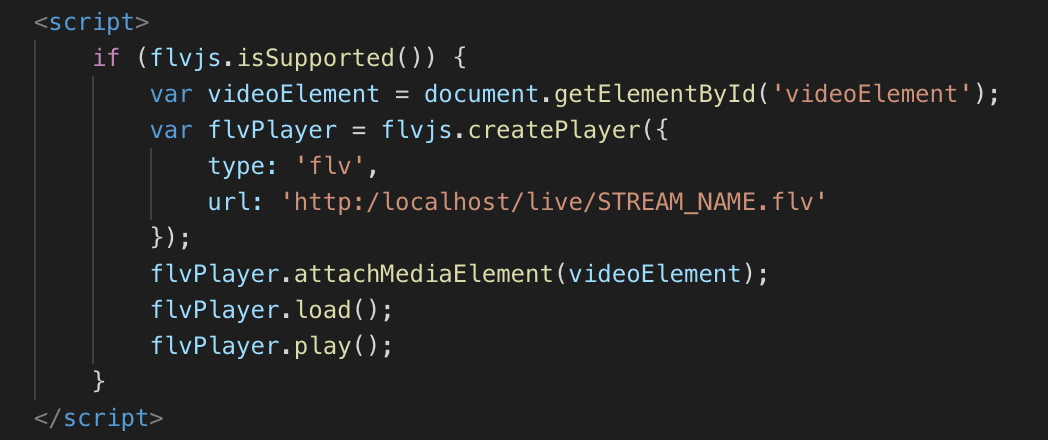 <script>
if (flvjs.isSupported()) {
var videoElement = document.getElementById('videoElement');
var flvPlayer = flvjs.createPlayer({
type: 'flv',
url: 'http:/localhost/live/STREAM_NAME.flv'
});
flvPlayer.attachMediaElement(videoElement);
flvPlayer.load();
flvPlayer.play();
}
</script>